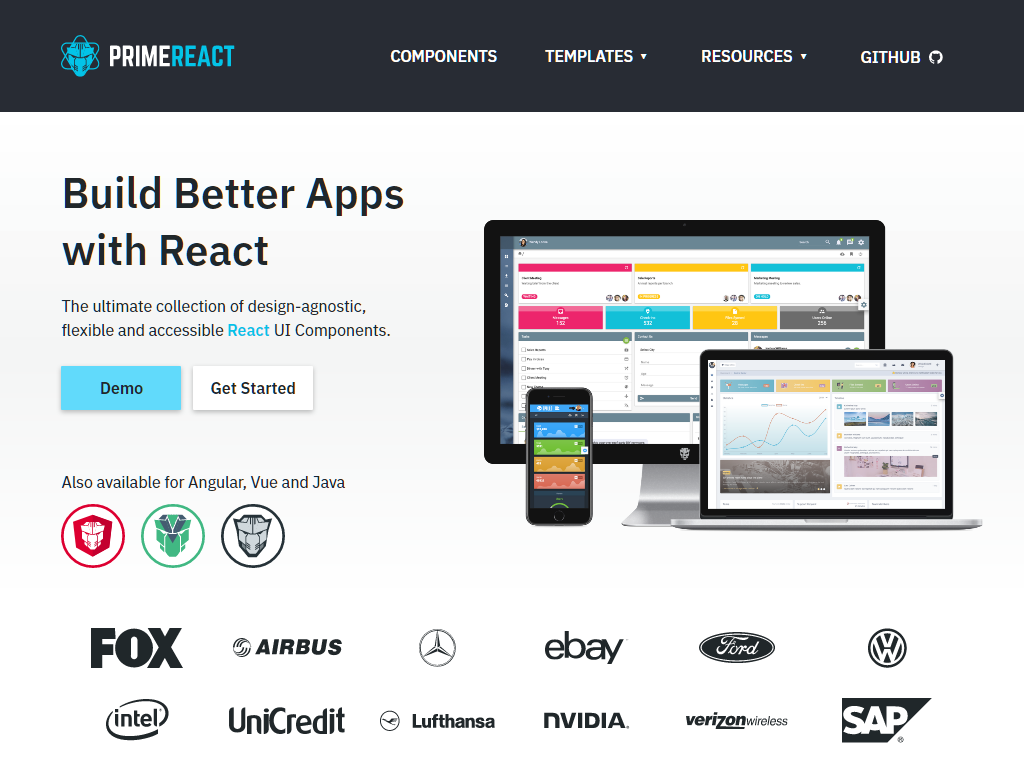 PRIMEREACT
COMPONENTS
TEMPLATES ▼
RESOURCES ▼
GITHUB
Build Better Apps
with React
The ultimate collection of design-agnostic,
flexible and accessible React UI Components.
Demo
Get Started
Also available for Angular, Vue and Java
FOX
AIRBUS
ebay
Ford
intel
UniCredit
Lufthansa
NVIDIA.
verizon wireless
SAP®